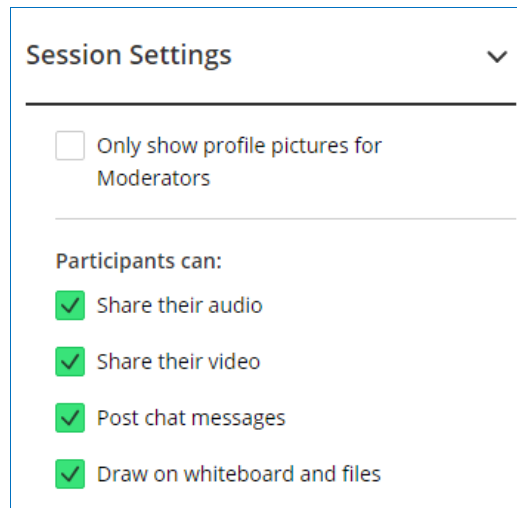 Session Settings
Only show profile pictures for
Moderators
Participants can:
Share their audio
Share their video
Post chat messages
Draw on whiteboard and files